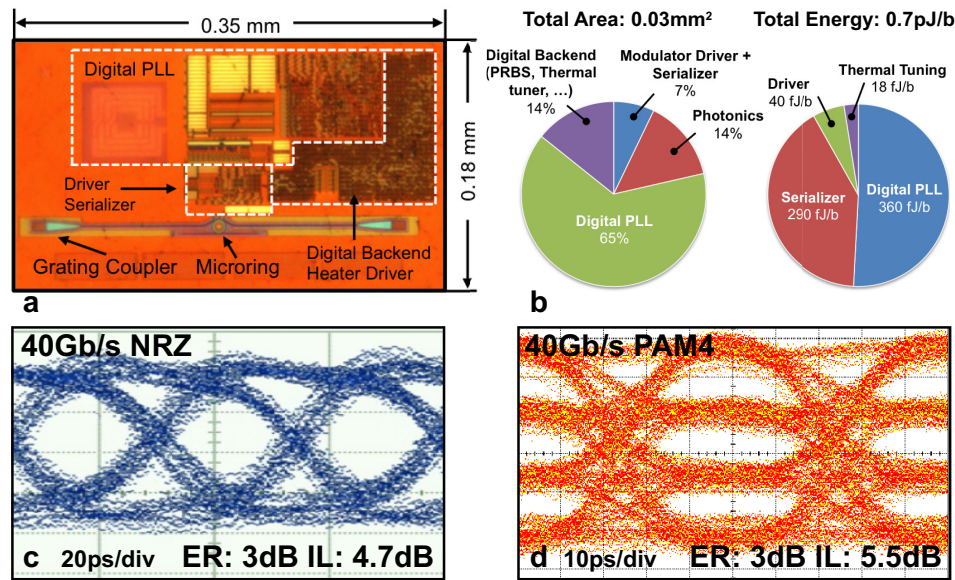 0.35 mm
0.18 mm
Digital PLL
Driver
Serializer
Grating Coupler
Microring
Digital Backend
Heater Driver
a
Total Area: 0.03mm²
Digital Backend
(PRBS, Thermal
tuner, ...)
14%
Modulator Driver +
Serializer
7%
Photonics
14%
Digital PLL
65%
Total Energy: 0.7pJ/b
Driver
40 fJ/b
Thermal Tuning
18 fJ/b
Serializer
290 fJ/b
Digital PLL
360 fJ/b
b
40Gb/s NRZ
c 20ps/div ER: 3dB IL: 4.7dB
40Gb/s PAM4
d 10ps/div ER: 3dB IL: 5.5dB